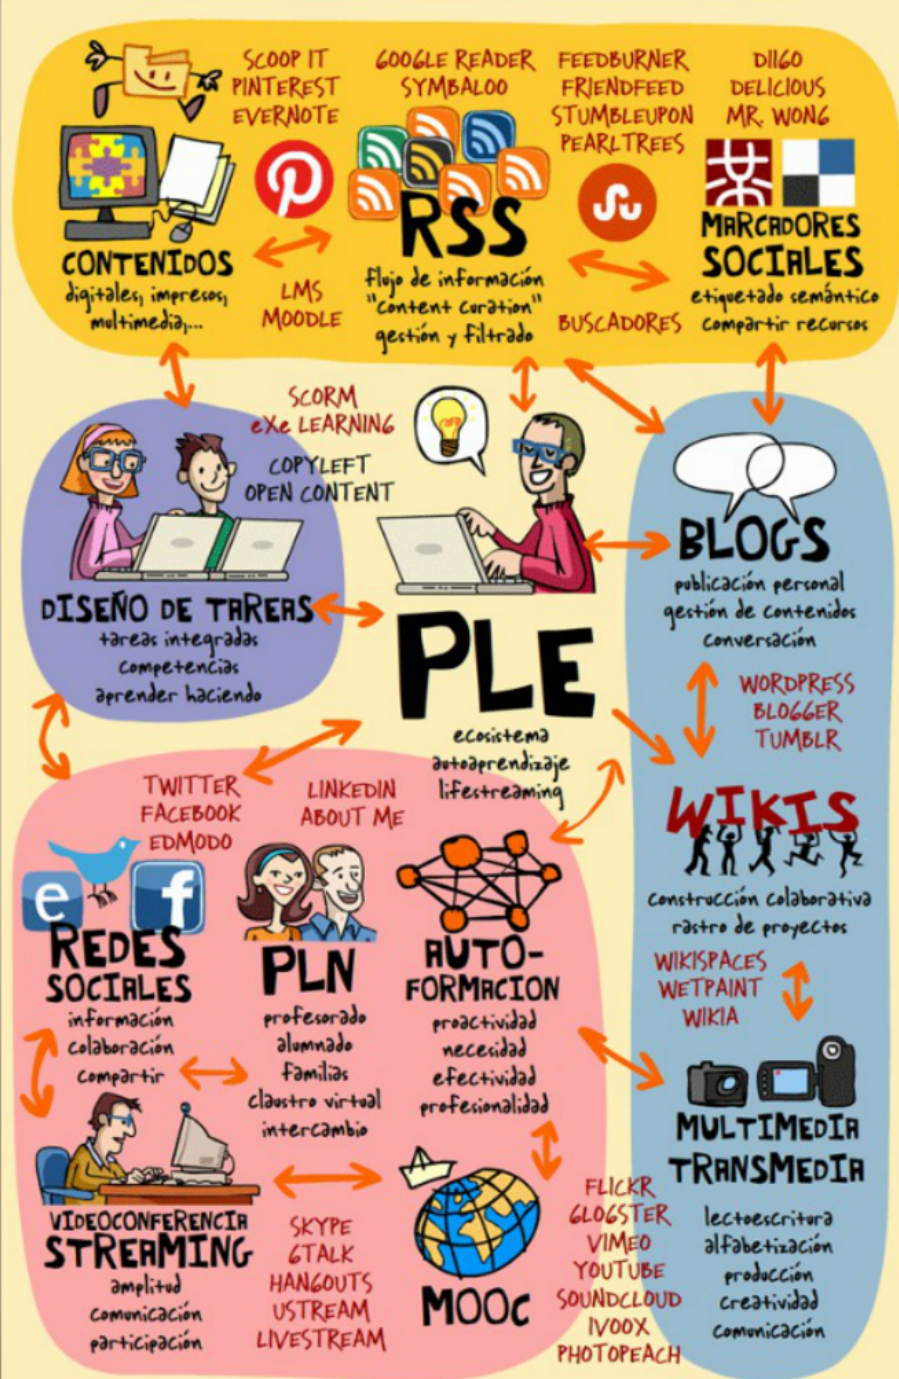 SCOOP IT
PINTEREST
EVERNOTE
GOOGLE READER
SYMBALOO
FEEDBURNER
FRIENDFEED
STUMBLEUPON
PEARLTREES
DIIGO
DELICIOUS
MR. WONG
CONTENIDOS
digitales, impresos,
multimedia,...
LMS
MOODLE
RSS
flujo de información
"content curation"
gestión y filtrado
BUSCADORES
MARCADORES
SOCIALES
etiquetado semántico
compartir recursos
SCORM
eXe LEARNING
COPYLEFT
OPEN CONTENT
DISEÑO DE TAREAS
tareas integradas
competencias
aprender haciendo
PLE
ecosistema
autoaprendizaje
lifestreaming
BLOGS
publicación personal
gestión de contenidos
conversación
WORDPRESS
BLOGGER
TUMBLR
WIKIS
construcción colaborativa
rastro de proyectos
WIKISPACES
WETPAINT
WIKIA
TWITTER
FACEBOOK
EDMODO
LINKEDIN
ABOUT ME
e
f
REDES
SOCIALES
información
colaboración
compartir
PLN
profesorado
alumnado
familias
claustro virtual
intercambio
AUTO-
FORMACION
proactividad
necesidad
efectividad
profesionalidad
VIDEOCONFERENCIA
STREAMING
amplitud
comunicación
participación
SKYPE
GTALK
HANGOUTS
USTREAM
LIVESTREAM
MOOC
FLICKR
GLOGSTER
VIMEO
YOUTUBE
SOUNDCLOUD
IVOOX
PHOTOPEACH
MULTIMEDIA
TRANSMEDIA
lectoescritura
alfabetización
producción
creatividad
comunicación